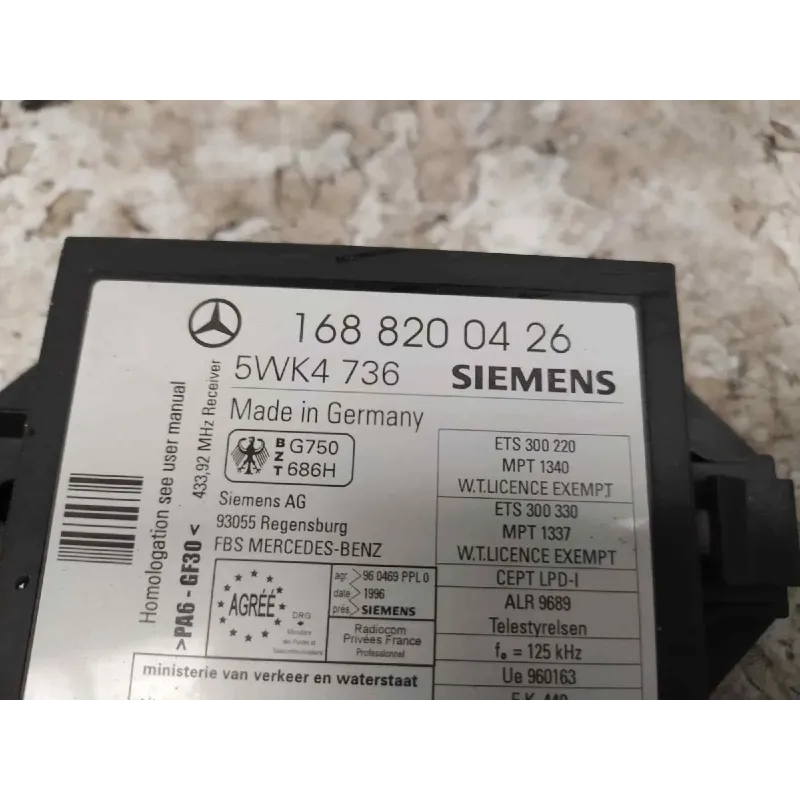 168 820 04 26
5WK4 736 SIEMENS
Made in Germany
BZT G750 686H
Siemens AG
93055 Regensburg
FBS MERCEDES-BENZ
433,92 MHz Receiver
Homologation see user manual
>PA6-GF30<
AGRÉÉ
DRG
agr. 96 0469 PPL 0
date 1996
prés. SIEMENS
Radiocom
Privées France
Professionnel
ministerie van verkeer en waterstaat
ETS 300 220
MPT 1340
W.T.LICENCE EXEMPT
ETS 300 330
MPT 1337
W.T.LICENCE EXEMPT
CEPT LPD-I
ALR 9689
Telestyrelsen
fₒ = 125 kHz
Ue 960163